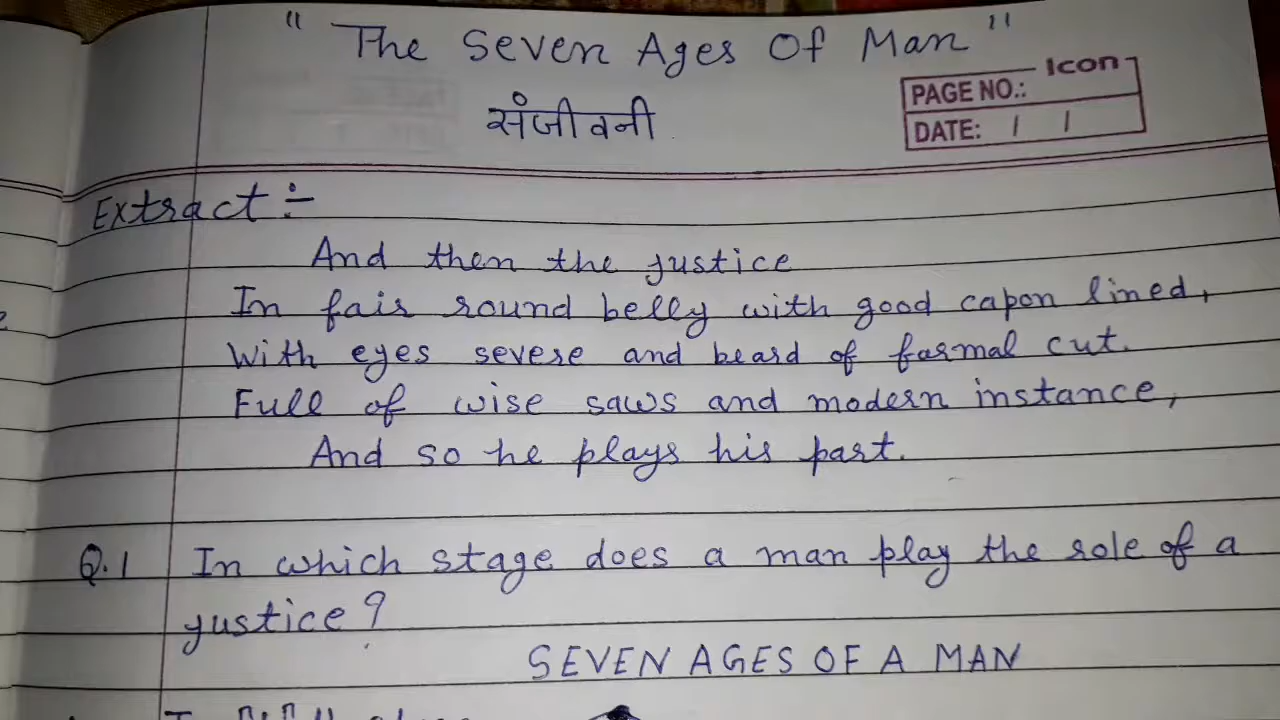 " The Seven Ages Of Man "
संजीवनी
Icon
PAGE NO.:
DATE: / /
Extract :-
And then the justice
In fair round belly with good capon lined,
With eyes severe and beard of formal cut.
Full of wise saws and modern instance,
And so he plays his part.
Q.1 In which stage does a man play the role of a
justice?
SEVEN AGES OF A MAN